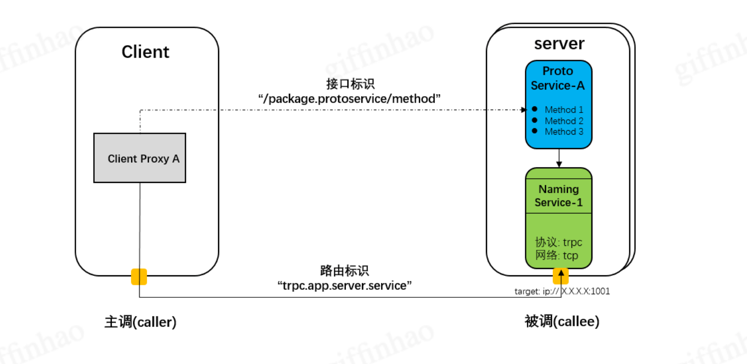 Client
server
接口标识
“/package.protoservice/method”
Proto
Service-A
Method 1
Method 2
Method 3
Client Proxy A
Naming
Service-1
协议: trpc
网络: tcp
路由标识
“trpc.app.server.service”
target: ip:// X.X.X.X:1001
主调(caller)
被调(callee)
giffinhao
giffinhao
giffinhao
giffinhao
giffinhao
giffinhao